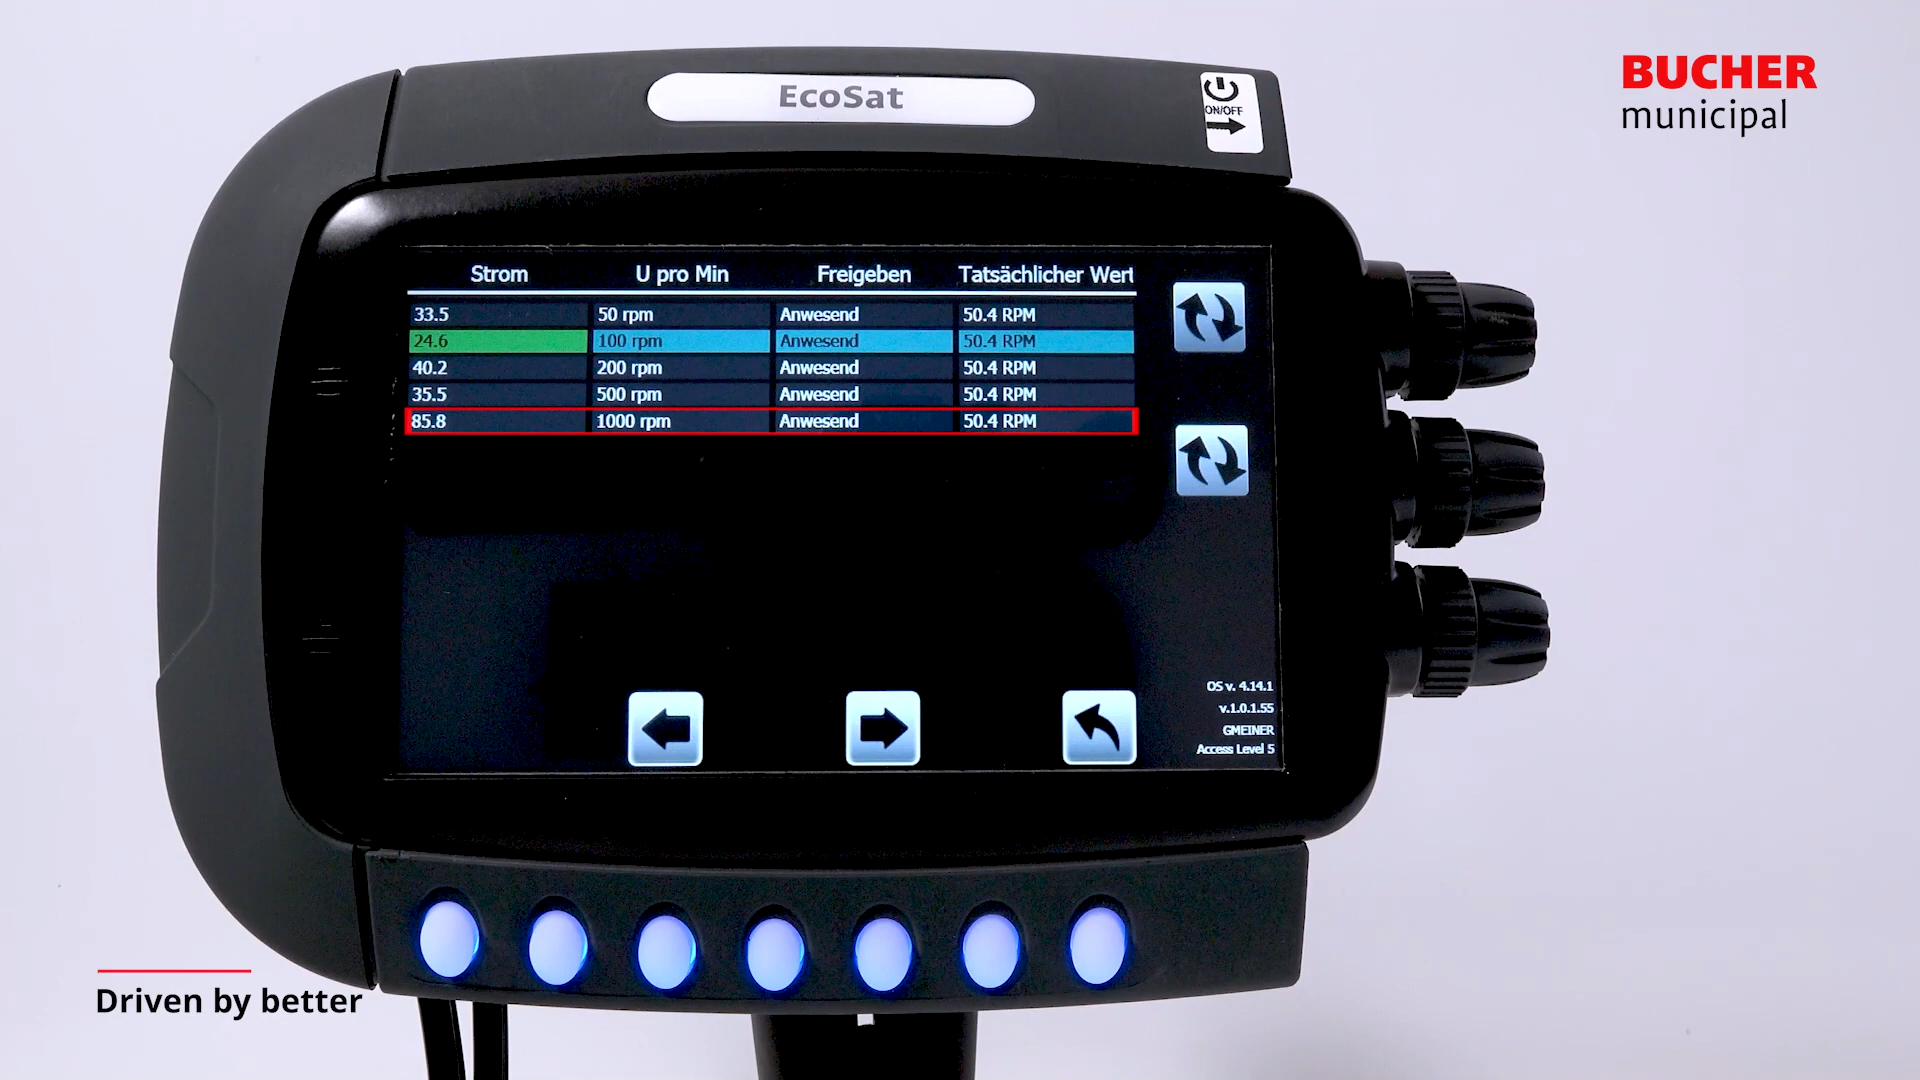 BUCHER
municipal
EcoSat
ON/OFF
Strom U pro Min Freigeben Tatsächlicher Wert
33.5 50 rpm Anwesend 50.4 RPM
24.6 100 rpm Anwesend 50.4 RPM
40.2 200 rpm Anwesend 50.4 RPM
35.5 500 rpm Anwesend 50.4 RPM
85.8 1000 rpm Anwesend 50.4 RPM
OS v. 4.14.1
v.1.0.1.55
GMEINER
Access Level 5
Driven by better